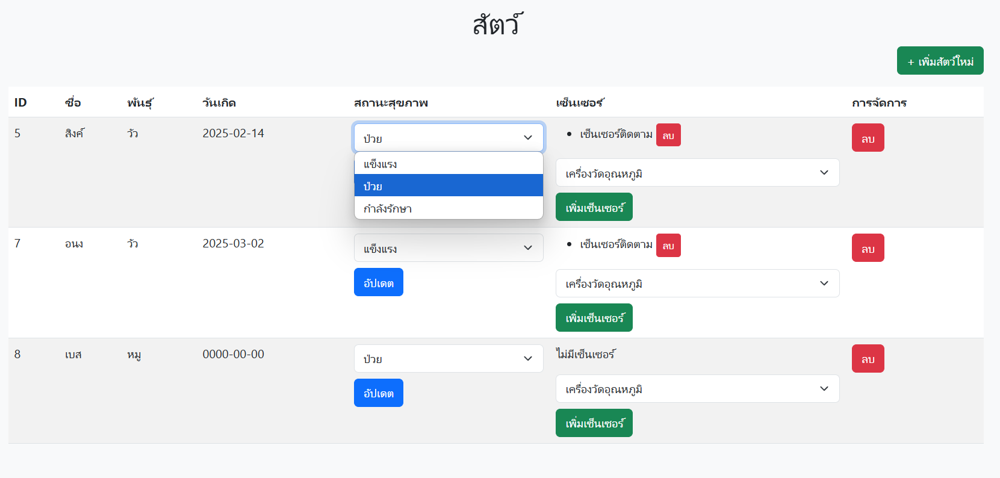 สัตว์
+ เพิ่มสัตว์ใหม่
ID ชื่อ พันธุ์ วันเกิด สถานะสุขภาพ เซ็นเซอร์ การจัดการ
5 สิงค์ วัว 2025-02-14 ป่วย • เซ็นเซอร์ติดตาม ลบ ลบ
แข็งแรง เครื่องวัดอุณหภูมิ
ป่วย
กำลังรักษา เพิ่มเซ็นเซอร์
7 อนง วัว 2025-03-02 แข็งแรง • เซ็นเซอร์ติดตาม ลบ ลบ
อัปเดต เครื่องวัดอุณหภูมิ
เพิ่มเซ็นเซอร์
8 เบส หมู 0000-00-00 ป่วย ไม่มีเซ็นเซอร์ ลบ
อัปเดต เครื่องวัดอุณหภูมิ
เพิ่มเซ็นเซอร์